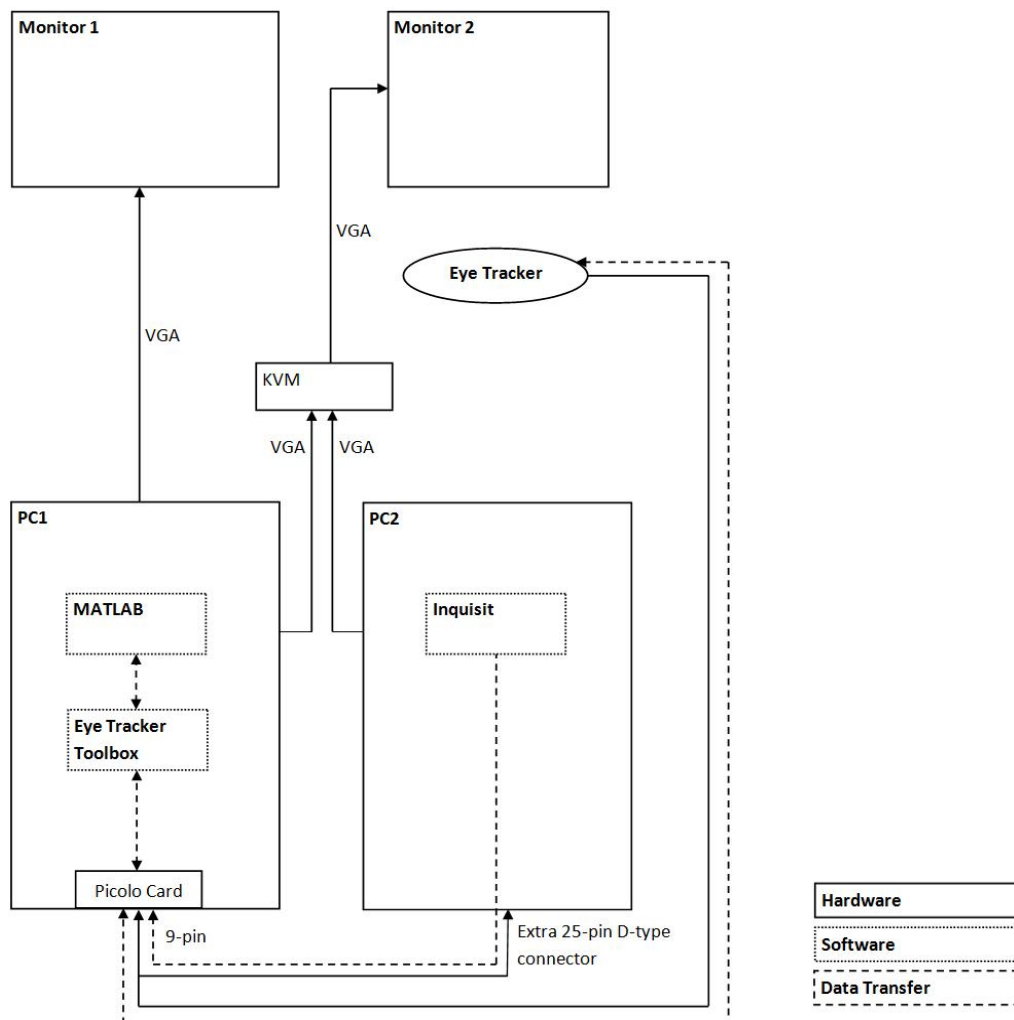 Monitor 1
Monitor 2
VGA
Eye Tracker
VGA
KVM
VGA
VGA
PC1
PC2
MATLAB
Inquisit
Eye Tracker
Toolbox
Picolo Card
9-pin
Extra 25-pin D-type
connector
Hardware
Software
Data Transfer